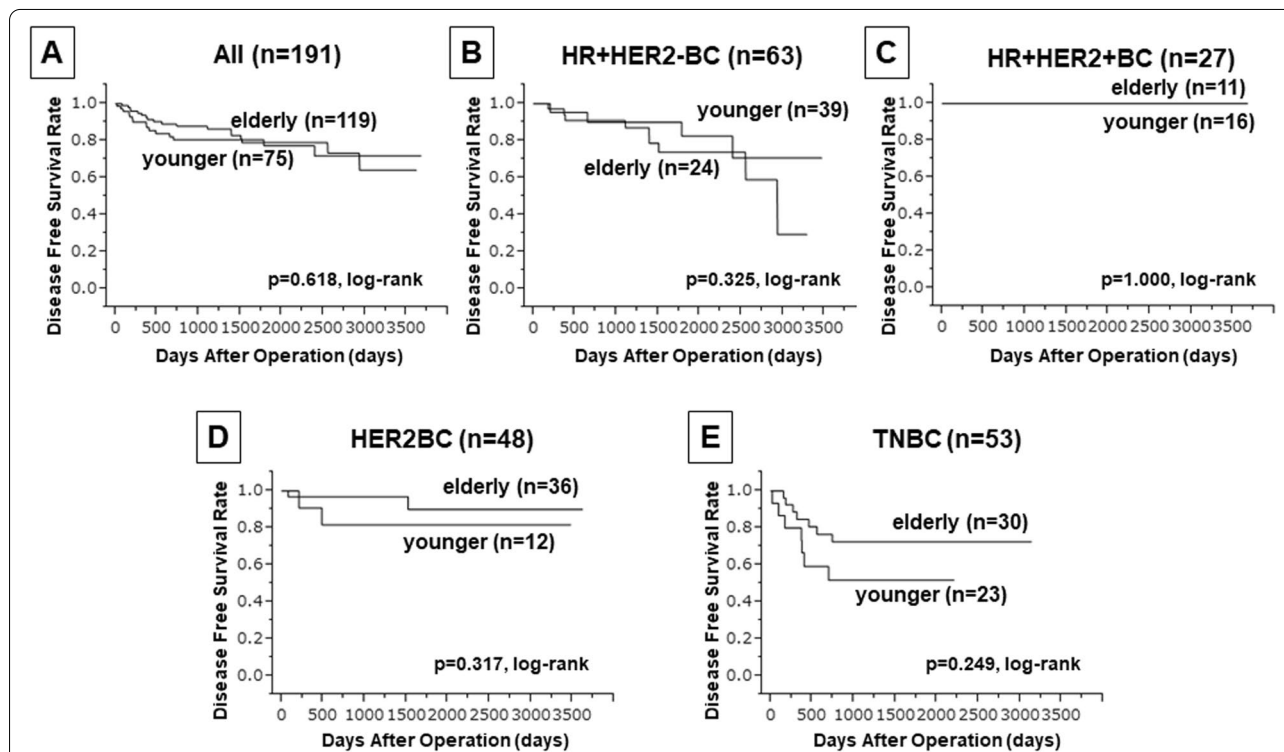 A
All (n=191)
Disease Free Survival Rate
1.0
0.8
0.6
0.4
0.2
0.0
elderly (n=119)
younger (n=75)
p=0.618, log-rank
0 500 1000 1500 2000 2500 3000 3500
Days After Operation (days)
B
HR+HER2-BC (n=63)
Disease Free Survival Rate
1.0
0.8
0.6
0.4
0.2
0.0
younger (n=39)
elderly (n=24)
p=0.325, log-rank
0 500 1000 1500 2000 2500 3000 3500
Days After Operation (days)
C
HR+HER2+BC (n=27)
Disease Free Survival Rate
1.0
0.8
0.6
0.4
0.2
0.0
elderly (n=11)
younger (n=16)
p=1.000, log-rank
0 500 1000 1500 2000 2500 3000 3500
Days After Operation (days)
D
HER2BC (n=48)
Disease Free Survival Rate
1.0
0.8
0.6
0.4
0.2
0.0
elderly (n=36)
younger (n=12)
p=0.317, log-rank
0 500 1000 1500 2000 2500 3000 3500
Days After Operation (days)
E
TNBC (n=53)
Disease Free Survival Rate
1.0
0.8
0.6
0.4
0.2
0.0
elderly (n=30)
younger (n=23)
p=0.249, log-rank
0 500 1000 1500 2000 2500 3000 3500
Days After Operation (days)